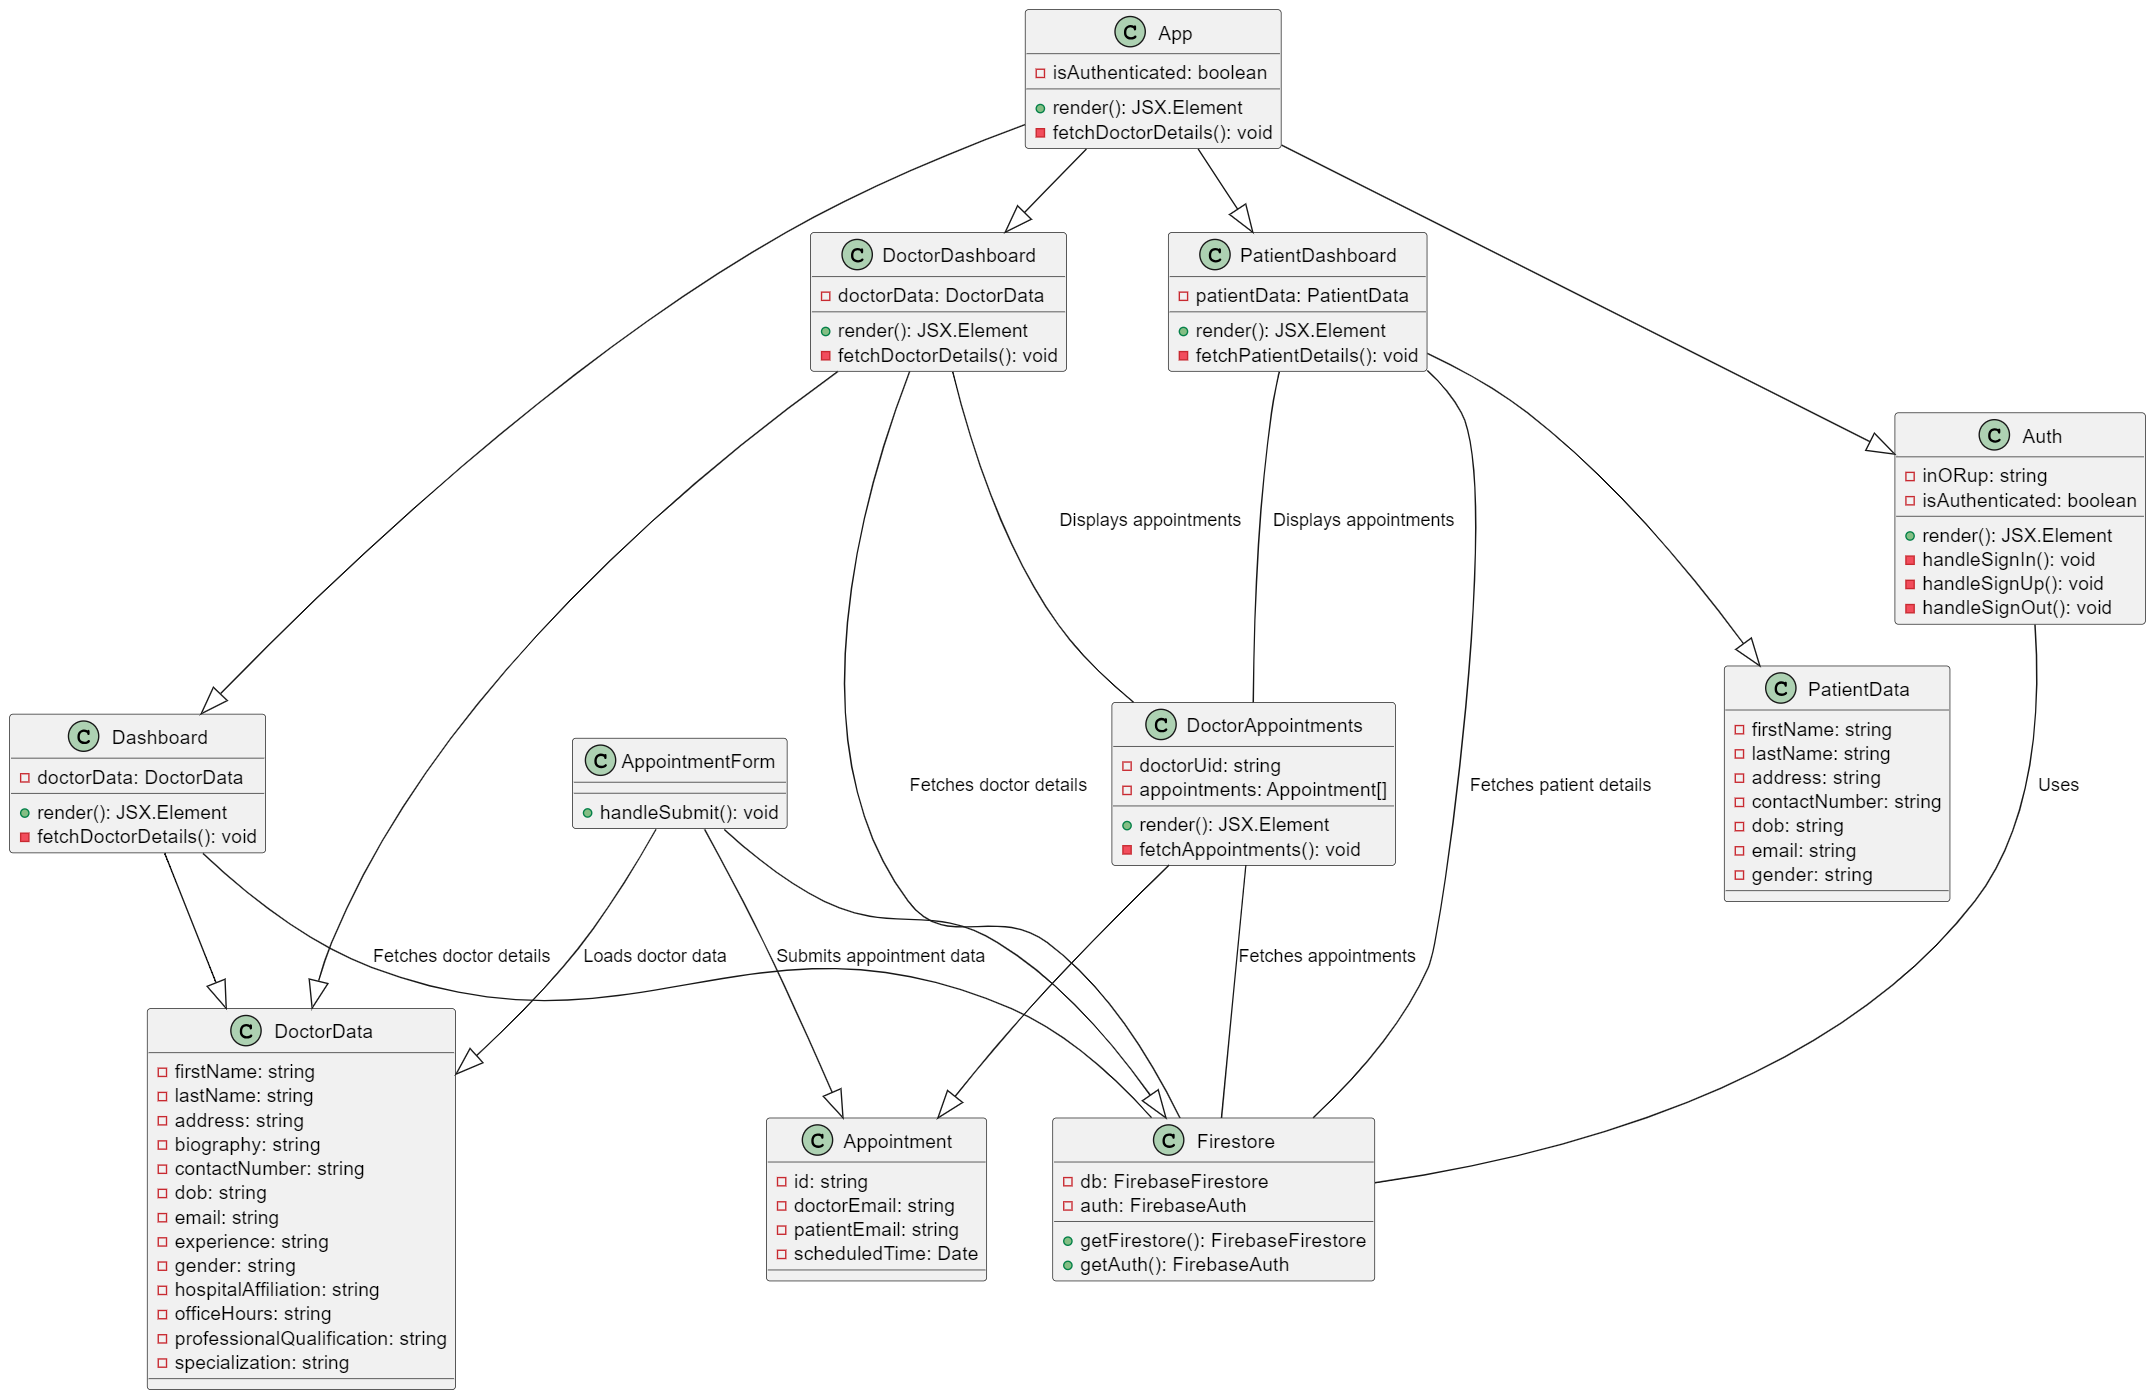 C App
isAuthenticated: boolean
render(): JSX.Element
fetchDoctorDetails(): void
C DoctorDashboard
doctorData: DoctorData
render(): JSX.Element
fetchDoctorDetails(): void
C PatientDashboard
patientData: PatientData
render(): JSX.Element
fetchPatientDetails(): void
C Auth
inORup: string
isAuthenticated: boolean
render(): JSX.Element
handleSignIn(): void
handleSignUp(): void
handleSignOut(): void
Displays appointments
Displays appointments
C Dashboard
doctorData: DoctorData
render(): JSX.Element
fetchDoctorDetails(): void
C AppointmentForm
handleSubmit(): void
Fetches doctor details
C DoctorAppointments
doctorUid: string
appointments: Appointment[]
render(): JSX.Element
fetchAppointments(): void
Fetches patient details
C PatientData
firstName: string
lastName: string
address: string
contactNumber: string
dob: string
email: string
gender: string
Uses
Fetches doctor details
Loads doctor data
Submits appointment data
Fetches appointments
C DoctorData
firstName: string
lastName: string
address: string
biography: string
contactNumber: string
dob: string
email: string
experience: string
gender: string
hospitalAffiliation: string
officeHours: string
professionalQualification: string
specialization: string
C Appointment
id: string
doctorEmail: string
patientEmail: string
scheduledTime: Date
C Firestore
db: FirebaseFirestore
auth: FirebaseAuth
getFirestore(): FirebaseFirestore
getAuth(): FirebaseAuth